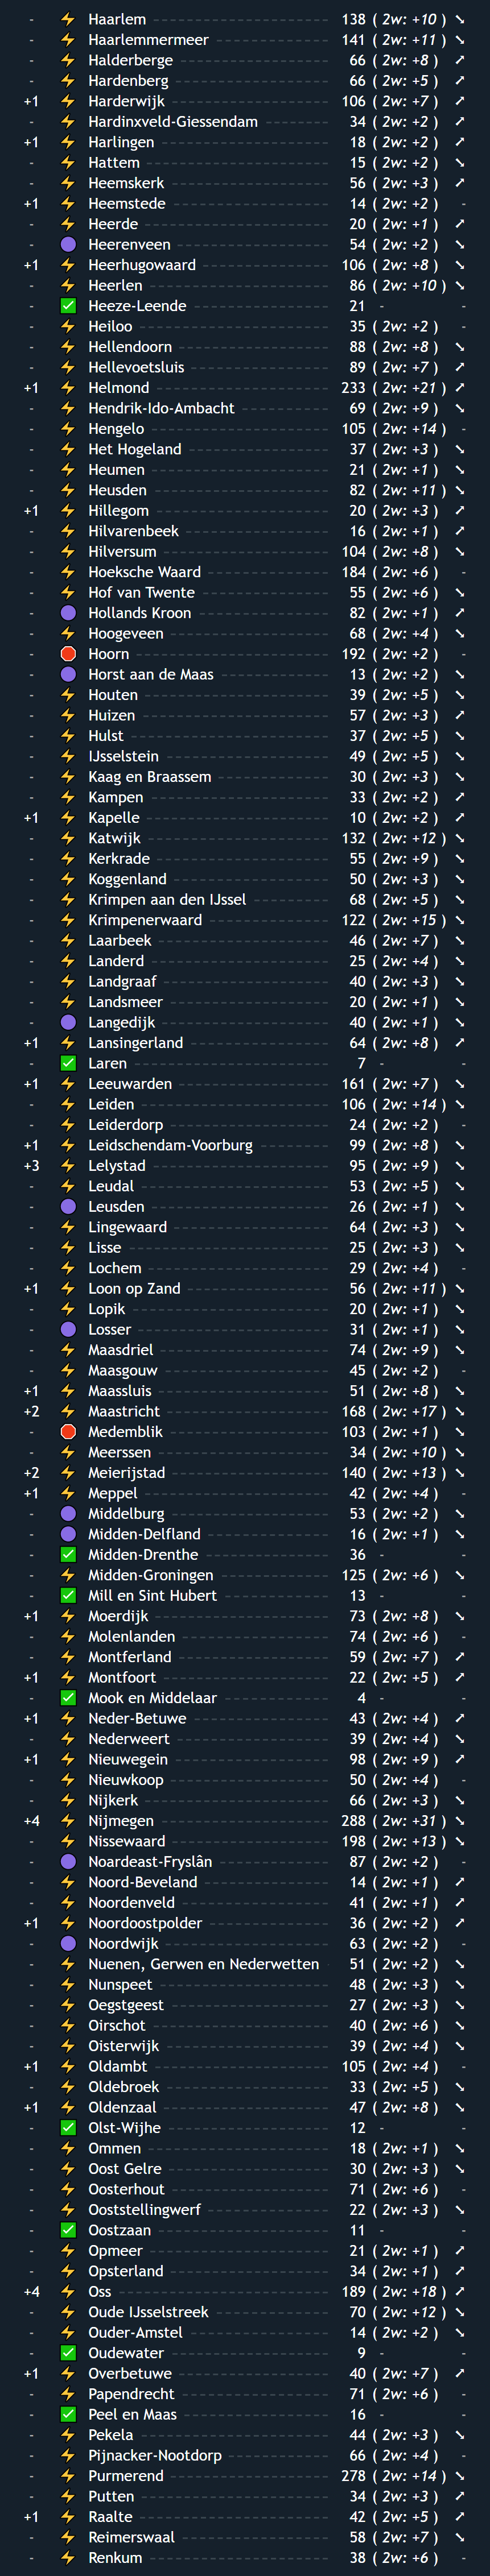 - ⚡ Haarlem 138 ( 2w: +10 ) ↘
- ⚡ Haarlemmermeer 141 ( 2w: +11 ) ↘
- ⚡ Halderberge 66 ( 2w: +8 ) ↗
- ⚡ Hardenberg 66 ( 2w: +5 ) ↗
+1 ⚡ Harderwijk 106 ( 2w: +7 ) ↗
- ⚡ Hardinxveld-Giessendam 34 ( 2w: +2 ) ↗
+1 ⚡ Harlingen 18 ( 2w: +2 ) ↗
- ⚡ Hattem 15 ( 2w: +2 ) ↘
- ⚡ Heemskerk 56 ( 2w: +3 ) ↗
+1 ⚡ Heemstede 14 ( 2w: +2 ) -
- ⚡ Heerde 20 ( 2w: +1 ) ↗
- 🟣 Heerenveen 54 ( 2w: +2 ) ↘
+1 ⚡ Heerhugowaard 106 ( 2w: +8 ) ↘
- ⚡ Heerlen 86 ( 2w: +10 ) ↘
- ✅ Heeze-Leende 21 - -
- ⚡ Heiloo 35 ( 2w: +2 ) -
- ⚡ Hellendoorn 88 ( 2w: +8 ) ↘
- ⚡ Hellevoetsluis 89 ( 2w: +7 ) ↗
+1 ⚡ Helmond 233 ( 2w: +21 ) ↗
- ⚡ Hendrik-Ido-Ambacht 69 ( 2w: +9 ) ↘
- ⚡ Hengelo 105 ( 2w: +14 ) -
- ⚡ Het Hogeland 37 ( 2w: +3 ) ↘
- ⚡ Heumen 21 ( 2w: +1 ) ↘
- ⚡ Heusden 82 ( 2w: +11 ) ↘
+1 ⚡ Hillegom 20 ( 2w: +3 ) ↗
- ⚡ Hilvarenbeek 16 ( 2w: +1 ) ↗
- ⚡ Hilversum 104 ( 2w: +8 ) ↘
- ⚡ Hoeksche Waard 184 ( 2w: +6 ) -
- ⚡ Hof van Twente 55 ( 2w: +6 ) ↘
- 🟣 Hollands Kroon 82 ( 2w: +1 ) ↗
- ⚡ Hoogeveen 68 ( 2w: +4 ) ↘
- 🛑 Hoorn 192 ( 2w: +2 ) -
- 🟣 Horst aan de Maas 13 ( 2w: +2 ) ↘
- ⚡ Houten 39 ( 2w: +5 ) ↘
- ⚡ Huizen 57 ( 2w: +3 ) ↗
- ⚡ Hulst 37 ( 2w: +5 ) ↘
- ⚡ IJsselstein 49 ( 2w: +5 ) ↘
- ⚡ Kaag en Braassem 30 ( 2w: +3 ) ↘
- ⚡ Kampen 33 ( 2w: +2 ) ↗
+1 ⚡ Kapelle 10 ( 2w: +2 ) ↗
- ⚡ Katwijk 132 ( 2w: +12 ) ↘
- ⚡ Kerkrade 55 ( 2w: +9 ) ↘
- ⚡ Koggenland 50 ( 2w: +3 ) ↘
- ⚡ Krimpen aan den IJssel 68 ( 2w: +5 ) ↘
- ⚡ Krimpenerwaard 122 ( 2w: +15 ) ↘
- ⚡ Laarbeek 46 ( 2w: +7 ) ↘
- ⚡ Landerd 25 ( 2w: +4 ) ↘
- ⚡ Landgraaf 40 ( 2w: +3 ) ↘
- ⚡ Landsmeer 20 ( 2w: +1 ) ↘
- 🟣 Langedijk 40 ( 2w: +1 ) ↘
+1 ⚡ Lansingerland 64 ( 2w: +8 ) ↗
- ✅ Laren 7 - -
+1 ⚡ Leeuwarden 161 ( 2w: +7 ) ↘
- ⚡ Leiden 106 ( 2w: +14 ) ↘
- ⚡ Leiderdorp 24 ( 2w: +2 ) -
+1 ⚡ Leidschendam-Voorburg 99 ( 2w: +8 ) ↘
+3 ⚡ Lelystad 95 ( 2w: +9 ) ↘
- ⚡ Leudal 53 ( 2w: +5 ) ↘
- 🟣 Leusden 26 ( 2w: +1 ) ↘
- ⚡ Lingewaard 64 ( 2w: +3 ) ↘
- ⚡ Lisse 25 ( 2w: +3 ) ↘
- ⚡ Lochem 29 ( 2w: +4 ) -
+1 ⚡ Loon op Zand 56 ( 2w: +11 ) ↘
- ⚡ Lopik 20 ( 2w: +1 ) ↘
- 🟣 Losser 31 ( 2w: +1 ) ↘
- ⚡ Maasdriel 74 ( 2w: +9 ) ↘
- ⚡ Maasgouw 45 ( 2w: +2 ) -
+1 ⚡ Maassluis 51 ( 2w: +8 ) ↘
+2 ⚡ Maastricht 168 ( 2w: +17 ) ↘
- 🛑 Medemblik 103 ( 2w: +1 ) ↘
- ⚡ Meerssen 34 ( 2w: +10 ) ↘
+2 ⚡ Meierijstad 140 ( 2w: +13 ) ↘
+1 ⚡ Meppel 42 ( 2w: +4 ) -
- 🟣 Middelburg 53 ( 2w: +2 ) ↘
- 🟣 Midden-Delfland 16 ( 2w: +1 ) ↘
- ✅ Midden-Drenthe 36 - -
- ⚡ Midden-Groningen 125 ( 2w: +6 ) ↘
- ✅ Mill en Sint Hubert 13 - -
+1 ⚡ Moerdijk 73 ( 2w: +8 ) ↘
- ⚡ Molenlanden 74 ( 2w: +6 ) -
- ⚡ Montferland 59 ( 2w: +7 ) ↗
+1 ⚡ Montfoort 22 ( 2w: +5 ) ↗
- ✅ Mook en Middelaar 4 - -
+1 ⚡ Neder-Betuwe 43 ( 2w: +4 ) ↗
- ⚡ Nederweert 39 ( 2w: +4 ) ↘
+1 ⚡ Nieuwegein 98 ( 2w: +9 ) ↗
- ⚡ Nieuwkoop 50 ( 2w: +4 ) -
- ⚡ Nijkerk 66 ( 2w: +3 ) ↘
+4 ⚡ Nijmegen 288 ( 2w: +31 ) ↘
- ⚡ Nissewaard 198 ( 2w: +13 ) ↘
- 🟣 Noardeast-Fryslân 87 ( 2w: +2 ) -
- ⚡ Noord-Beveland 14 ( 2w: +1 ) ↗
- ⚡ Noordenveld 41 ( 2w: +1 ) ↗
+1 ⚡ Noordoostpolder 36 ( 2w: +2 ) ↗
- 🟣 Noordwijk 63 ( 2w: +2 ) -
- ⚡ Nuenen, Gerwen en Nederwetten 51 ( 2w: +2 ) ↘
- ⚡ Nunspeet 48 ( 2w: +3 ) ↘
- ⚡ Oegstgeest 27 ( 2w: +3 ) ↘
- ⚡ Oirschot 40 ( 2w: +6 ) ↘
- ⚡ Oisterwijk 39 ( 2w: +4 ) ↘
+1 ⚡ Oldambt 105 ( 2w: +4 ) -
- ⚡ Oldebroek 33 ( 2w: +5 ) ↘
+1 ⚡ Oldenzaal 47 ( 2w: +8 ) ↘
- ✅ Olst-Wijhe 12 - -
- ⚡ Ommen 18 ( 2w: +1 ) ↘
- ⚡ Oost Gelre 30 ( 2w: +3 ) ↘
- ⚡ Oosterhout 71 ( 2w: +6 ) -
- ⚡ Ooststellingwerf 22 ( 2w: +3 ) ↘
- ✅ Oostzaan 11 - -
- ⚡ Opmeer 21 ( 2w: +1 ) ↗
- ⚡ Opsterland 34 ( 2w: +1 ) ↗
+4 ⚡ Oss 189 ( 2w: +18 ) ↗
- ⚡ Oude IJsselstreek 70 ( 2w: +12 ) ↘
- ⚡ Ouder-Amstel 14 ( 2w: +2 ) ↘
- ✅ Oudewater 9 - -
+1 ⚡ Overbetuwe 40 ( 2w: +7 ) ↗
- ⚡ Papendrecht 71 ( 2w: +6 ) -
- ✅ Peel en Maas 16 - -
- ⚡ Pekela 44 ( 2w: +3 ) ↘
- ⚡ Pijnacker-Nootdorp 66 ( 2w: +4 ) -
- ⚡ Purmerend 278 ( 2w: +14 ) ↘
- ⚡ Putten 34 ( 2w: +3 ) ↗
+1 ⚡ Raalte 42 ( 2w: +5 ) ↗
- ⚡ Reimerswaal 58 ( 2w: +7 ) ↘
- ⚡ Renkum 38 ( 2w: +6 ) -